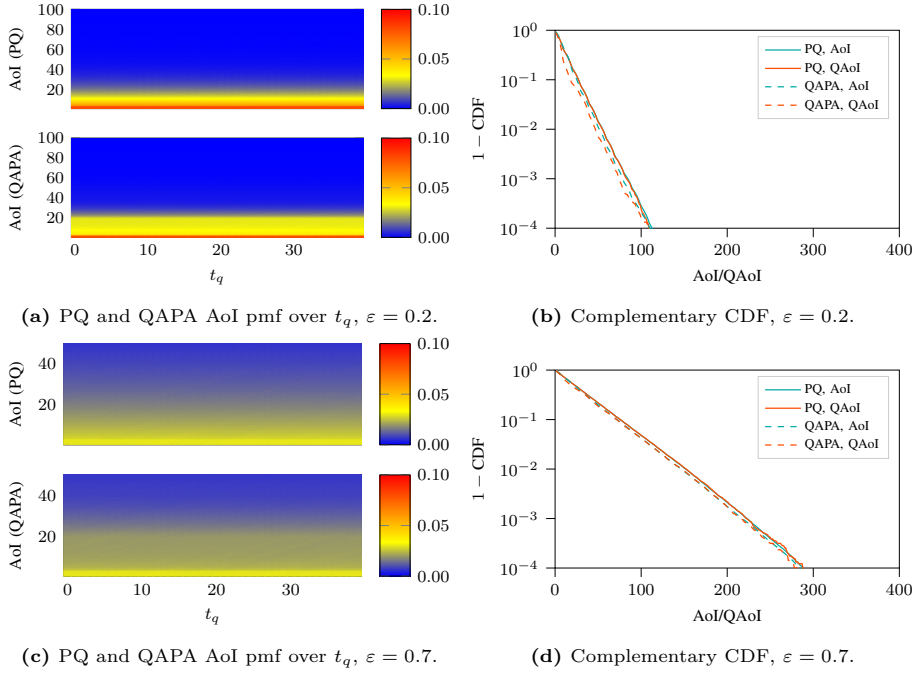 100
80
60
40
20
AoI (PQ)
0.10
0.05
0.00
100
80
60
40
20
AoI (QAPA)
0.10
0.05
0.00
0 10 20 30
t_q
(a) PQ and QAPA AoI pmf over t_q, ε = 0.2.
10^0
10^−1
10^−2
10^−3
10^−4
1 − CDF
PQ, AoI
PQ, QAoI
QAPA, AoI
QAPA, QAoI
0 100 200 300 400
AoI/QAoI
(b) Complementary CDF, ε = 0.2.
40
20
AoI (PQ)
0.10
0.05
0.00
40
20
AoI (QAPA)
0.10
0.05
0.00
0 10 20 30
t_q
(c) PQ and QAPA AoI pmf over t_q, ε = 0.7.
10^0
10^−1
10^−2
10^−3
10^−4
1 − CDF
PQ, AoI
PQ, QAoI
QAPA, AoI
QAPA, QAoI
0 100 200 300 400
AoI/QAoI
(d) Complementary CDF, ε = 0.7.